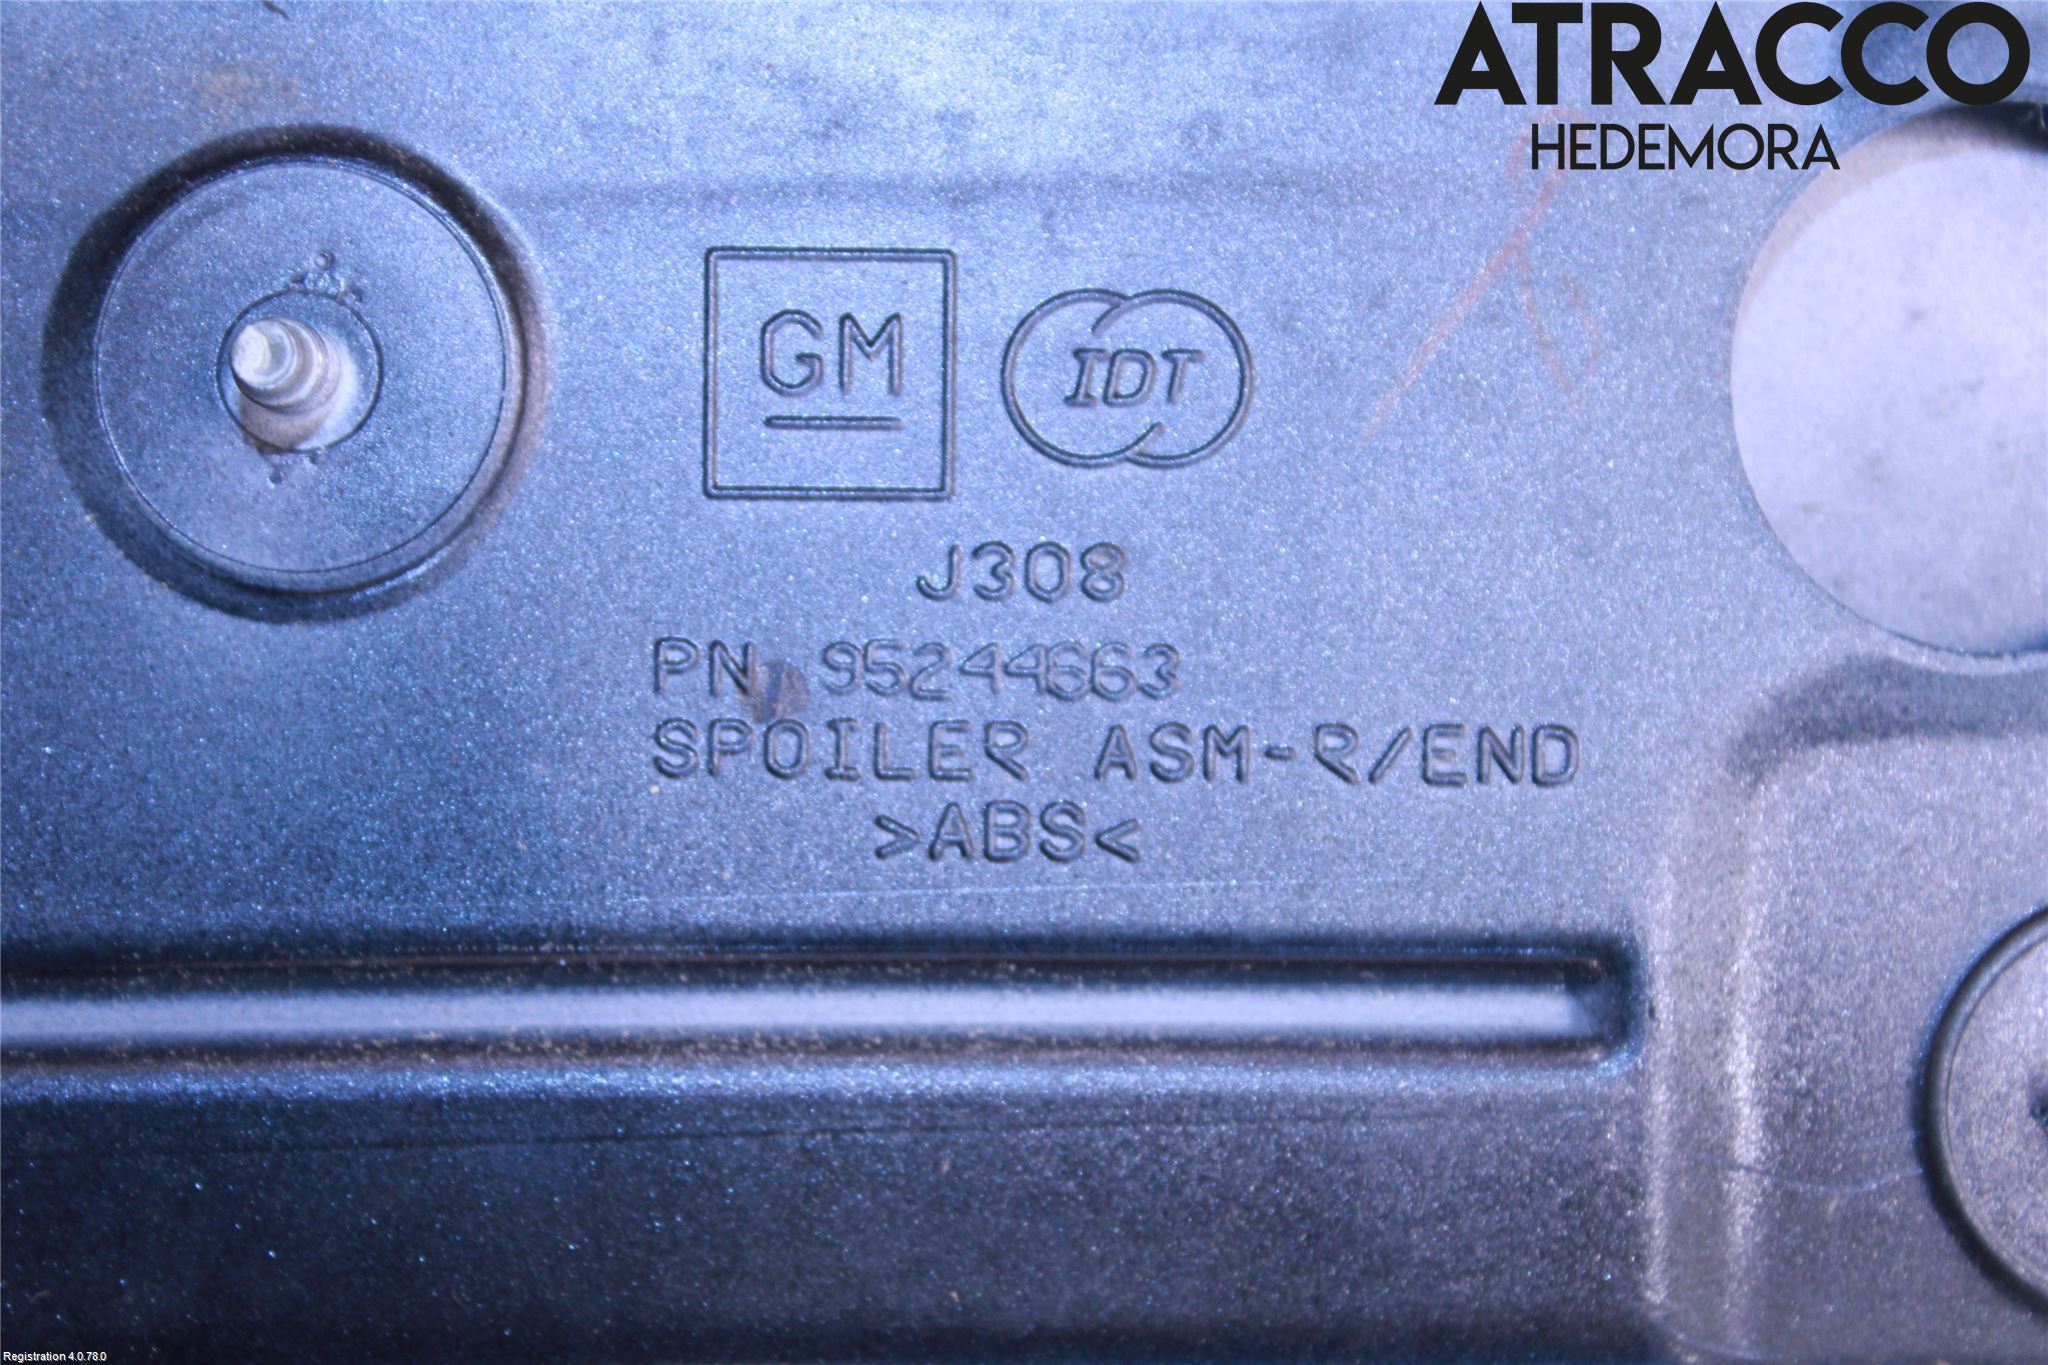 ATRACCO
HEDEMORA
GM
IDT
J308
PN 95244663
SPOILER ASM-R/END
>ABS<
Registration 4.0.78.0